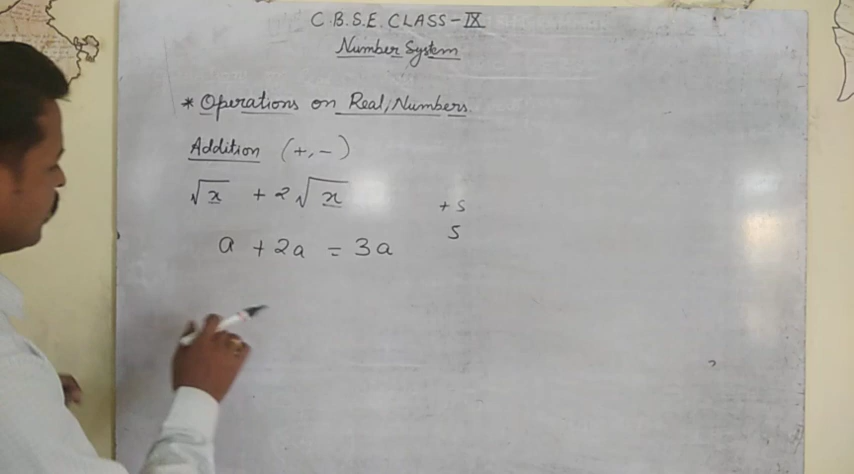 C.B.S.E. CLASS-IX
Number System
* Operations on Real Numbers.
Addition (+,-)
√x + 2√x
+ 5
5
a + 2a = 3a